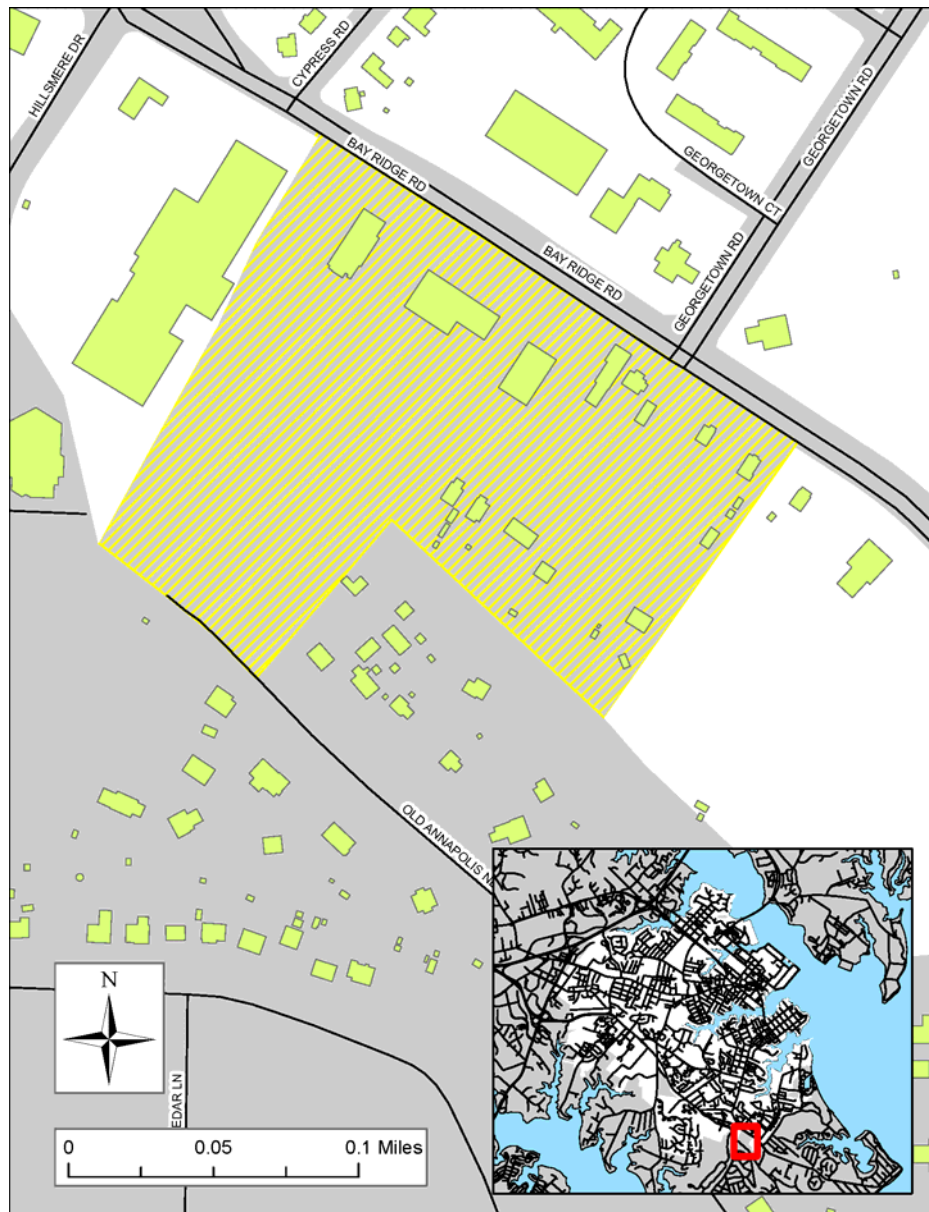 HILLSMERE DR
CYPRESS RD
BAY RIDGE RD
GEORGETOWN RD
GEORGETOWN CT
BAY RIDGE RD
GEORGETOWN RD
OLD ANNAPOLIS N
N
EDAR LN
0 0.05 0.1 Miles